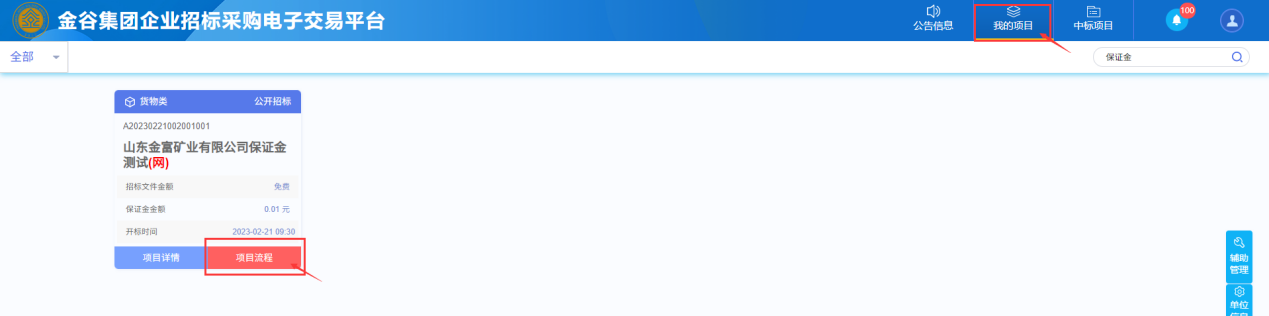 金谷集团企业招标采购电子交易平台
公告信息
我的项目
中标项目
100
全部
保证金
货物类
公开招标
A20230221002001001
山东金富矿业有限公司保证金
测试(网)
招标文件金额
免费
保证金金额
0.01 元
开标时间
2023-02-21 09:30
项目详情
项目流程
辅助
管理
单位
信息